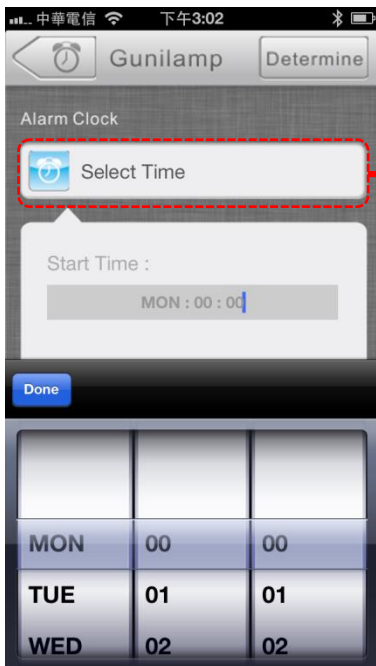 中華電信 下午3:02
Gunilamp Determine
Alarm Clock
Select Time
Start Time :
MON : 00 : 00
Done
MON 00 00
TUE 01 01
WED 02 02